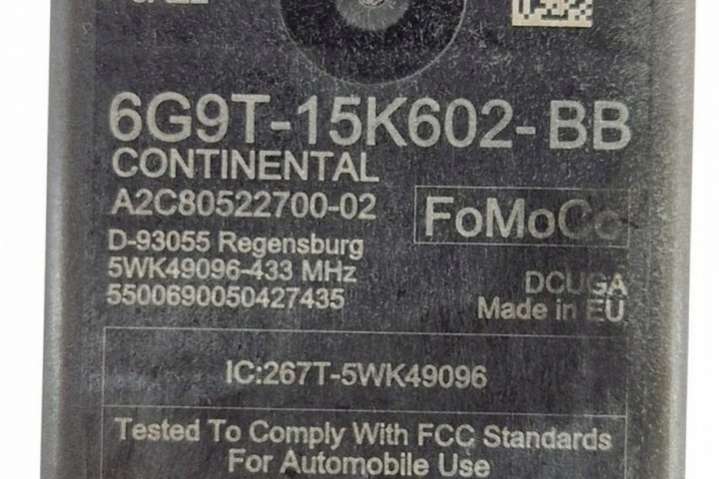 6G9T-15K602-BB
CONTINENTAL
A2C80522700-02
FoMoCo
D-93055 Regensburg
5WK49096-433 MHz
5500690050427435
DCUGA
Made in EU
IC:267T-5WK49096
Tested To Comply With FCC Standards
For Automobile Use